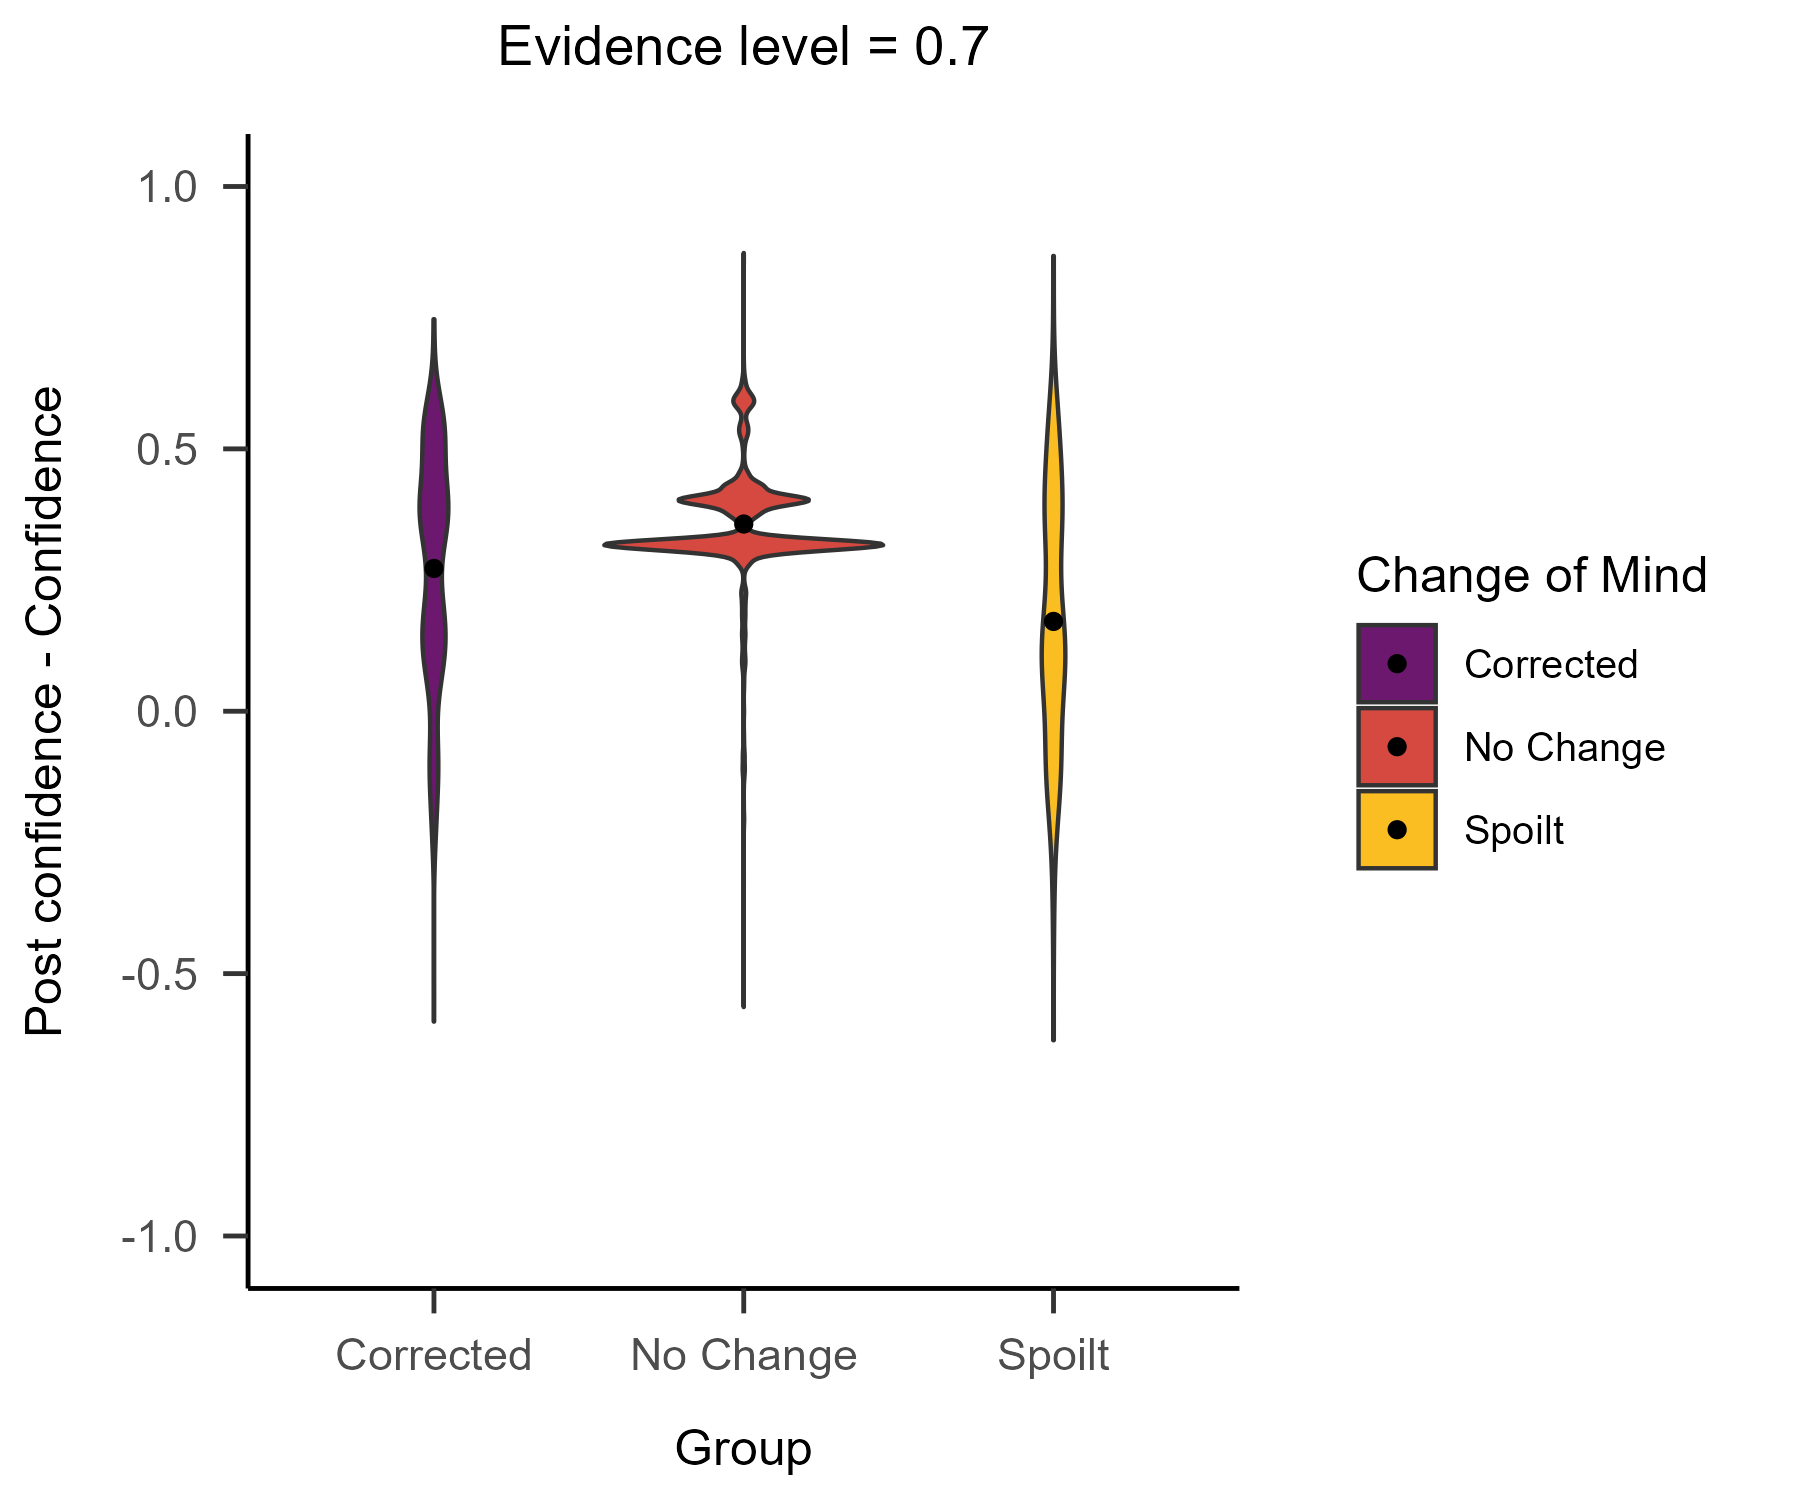 Evidence level = 0.7
Post confidence - Confidence
1.0
0.5
0.0
-0.5
-1.0
Corrected
No Change
Spoilt
Group
Change of Mind
Corrected
No Change
Spoilt